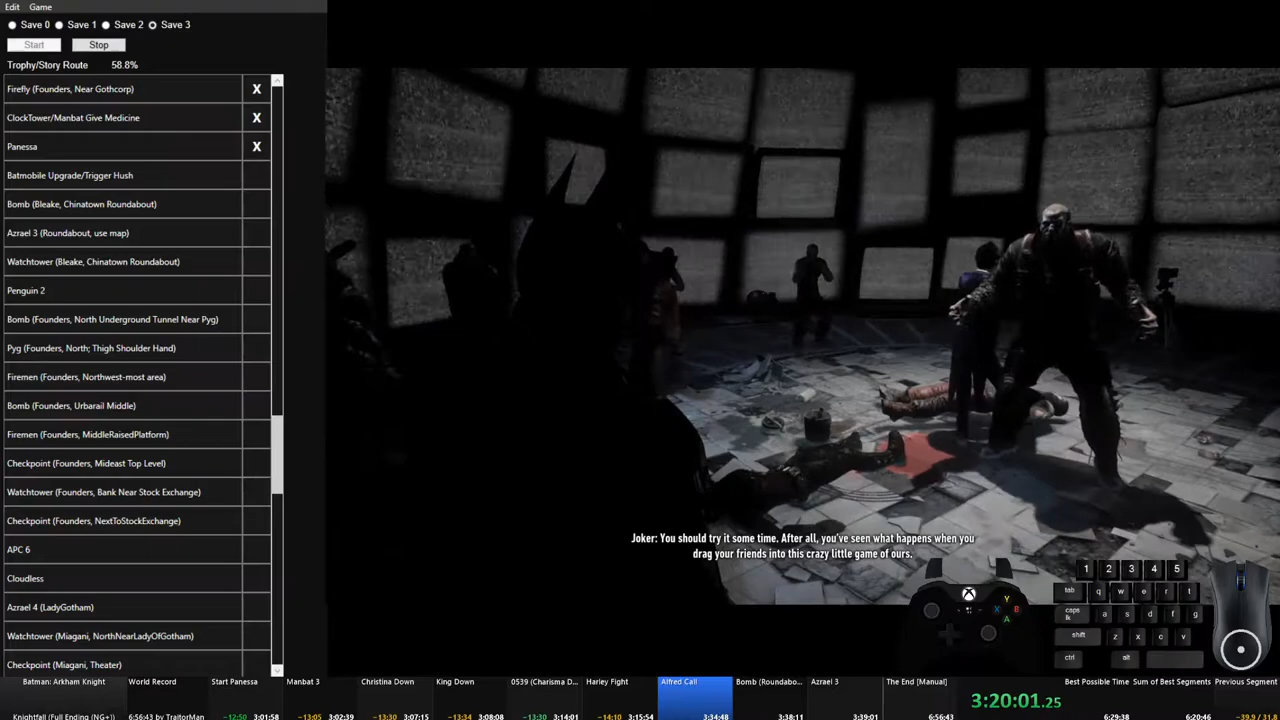 Edit Game
Save 0 Save 1 Save 2 Save 3
Start Stop
Trophy/Story Route 58.8%
Firefly (Founders, Near Gothcorp) X
ClockTower/Manbat Give Medicine X
Panessa X
Batmobile Upgrade/Trigger Hush
Bomb (Bleake, Chinatown Roundabout)
Azrael 3 (Roundabout, use map)
Watchtower (Bleake, Chinatown Roundabout)
Penguin 2
Bomb (Founders, North Underground Tunnel Near Pyg)
Pyg (Founders, North; Thigh Shoulder Hand)
Firemen (Founders, Northwest-most area)
Bomb (Founders, Urbarail Middle)
Firemen (Founders, MiddleRaisedPlatform)
Checkpoint (Founders, Mideast Top Level)
Watchtower (Founders, Bank Near Stock Exchange)
Checkpoint (Founders, NextToStockExchange)
APC 6
Cloudless
Azrael 4 (LadyGotham)
Watchtower (Miagani, NorthNearLadyOfGotham)
Checkpoint (Miagani, Theater)
Joker: You should try it some time. After all, you've seen what happens when you
drag your friends into this crazy little game of ours.
1 2 3 4 5
tab q w e r t
caps lk a s d f g
shift z x c v
ctrl alt
Y
X B
A
Batman: Arkham Knight World Record Start Panessa Manbat 3 Christina Down King Down 0539 (Charisma D... Harley Fight Alfred Call Bomb (Roundabo... Azrael 3 The End [Manual] 3:20:01.25 Best Possible Time Sum of Best Segments Previous Segment
Knightfall (Full Ending (NG+)) 6:56:43 by TraitorMan -12:50 3:01:58 -13:05 3:02:39 -13:30 3:07:15 -13:34 3:08:08 -13:30 3:14:01 -14:10 3:15:54 3:34:48 3:38:11 3:39:01 6:56:43 6:29:38 6:20:46 -39.9 / 31.8